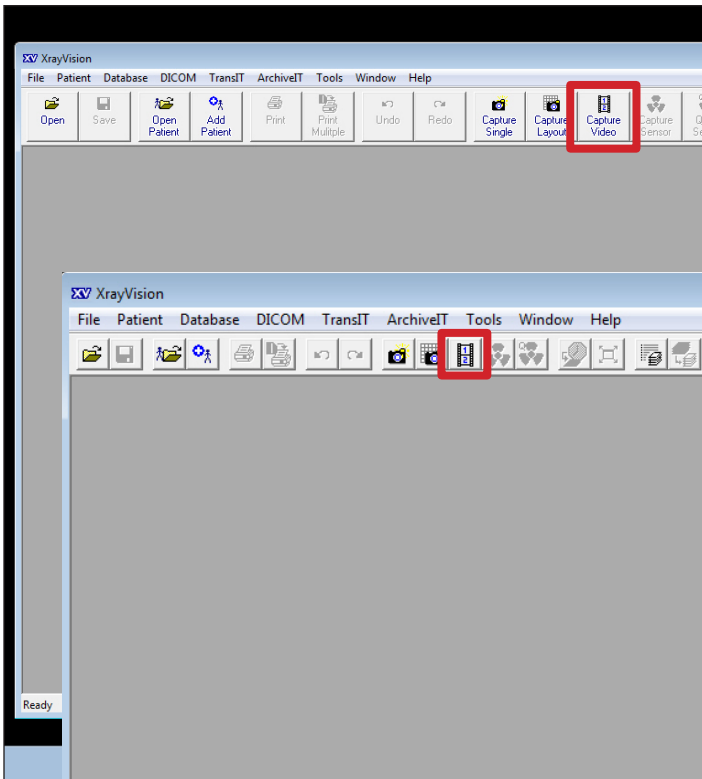 XV XrayVision
File Patient Database DICOM TransIT ArchiveIT Tools Window Help
Open Save Open Patient Add Patient Print Print Mulitple Undo Redo Capture Single Capture Layout Capture Video Capture Sensor
Ready
XV XrayVision
File Patient Database DICOM TransIT ArchiveIT Tools Window Help